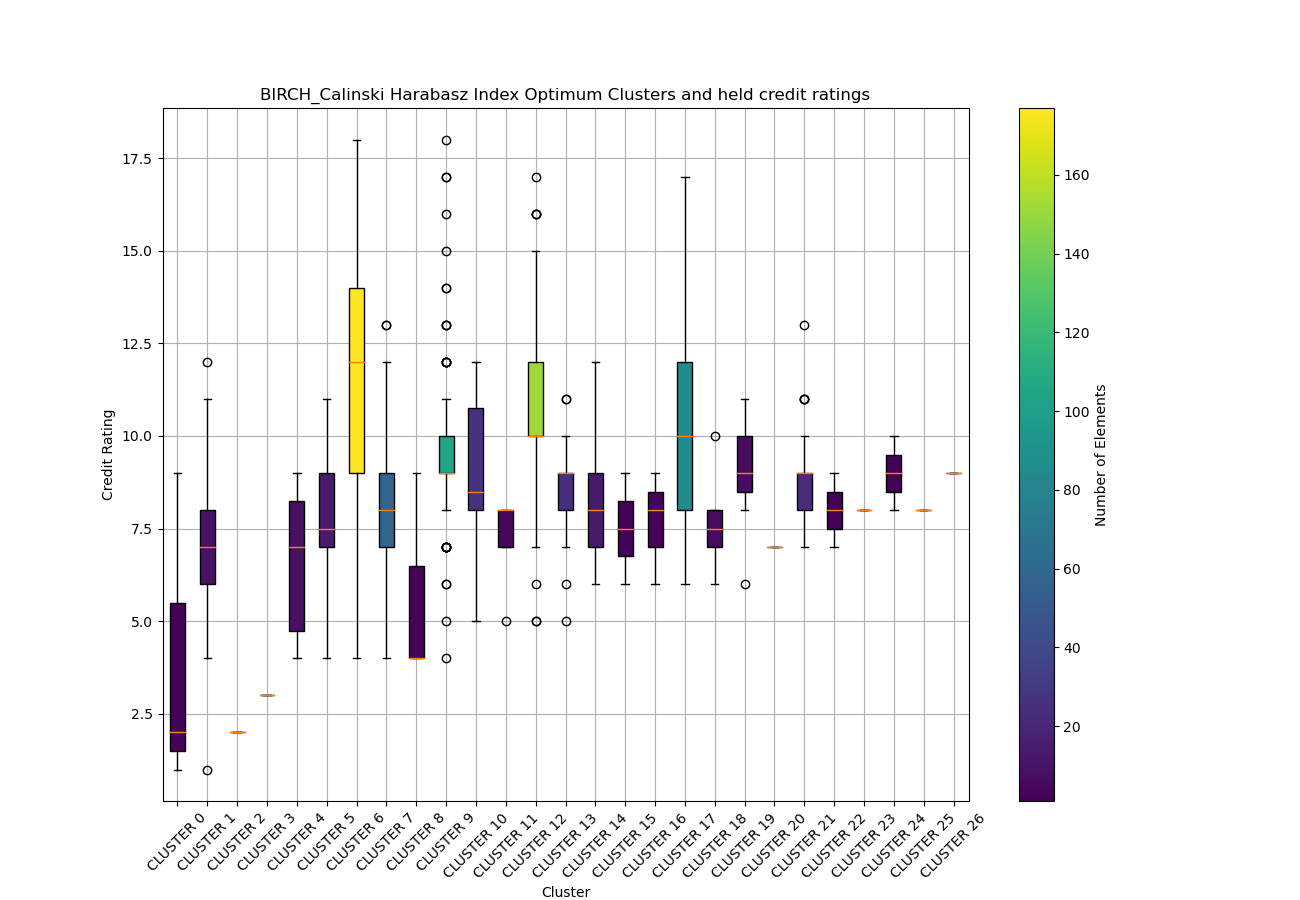 BIRCH_Calinski Harabasz Index Optimum Clusters and held credit ratings
17.5
15.0
12.5
10.0
7.5
5.0
2.5
Credit Rating
CLUSTER 0
CLUSTER 1
CLUSTER 2
CLUSTER 3
CLUSTER 4
CLUSTER 5
CLUSTER 6
CLUSTER 7
CLUSTER 8
CLUSTER 9
CLUSTER 10
CLUSTER 11
CLUSTER 12
CLUSTER 13
CLUSTER 14
CLUSTER 15
CLUSTER 16
CLUSTER 17
CLUSTER 18
CLUSTER 19
CLUSTER 20
CLUSTER 21
CLUSTER 22
CLUSTER 23
CLUSTER 24
CLUSTER 25
CLUSTER 26
Cluster
160
140
120
100
80
60
40
20
Number of Elements